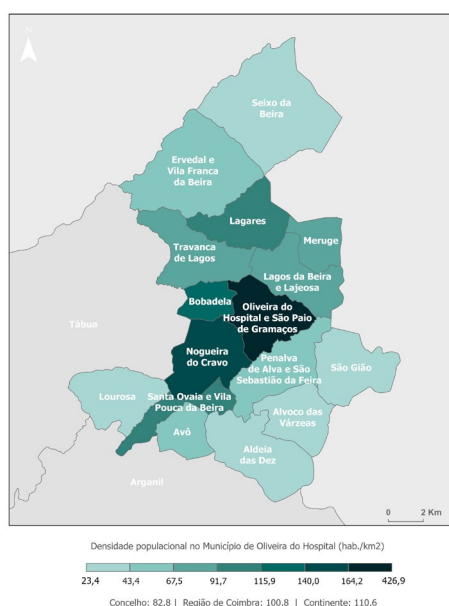 N
Seixo da
Beira
Ervedal e
Vila Franca
da Beira
Lagares
Meruge
Travanca
de Lagos
Lagos da Beira
e Lajeosa
Bobadela
Oliveira do
Hospital e São Paio
de Gramaços
Tábua
Nogueira
do Cravo
Penalva
de Alva e São
Sebastião da Feira
São Gião
Lourosa
Santa Ovaia e Vila
Pouca da Beira
Alvoco das
Várzeas
Avô
Aldeia
das Dez
Arganil
0 2 Km
Densidade populacional no Município de Oliveira do Hospital (hab./km2)
23,4 43,4 67,5 91,7 115,9 140,0 164,2 426,9
Concelho: 82,8 | Região de Coimbra: 100,8 | Continente: 110,6